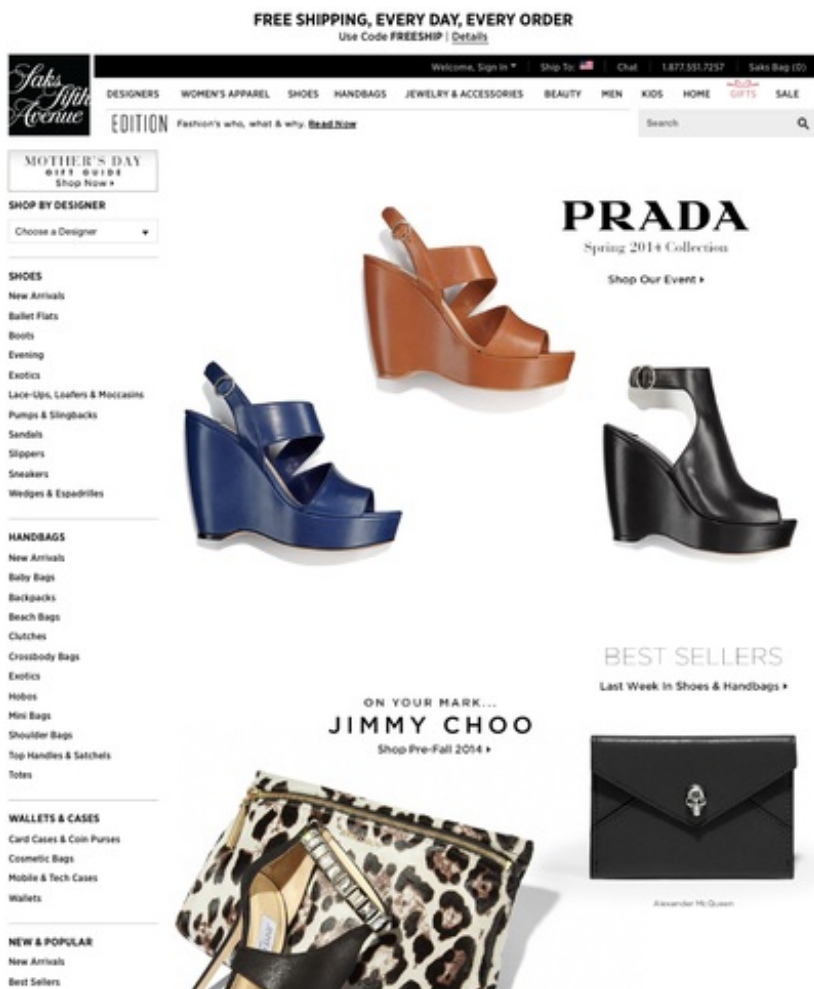 FREE SHIPPING, EVERY DAY, EVERY ORDER
Use Code FREESHIP | Details
Welcome, Sign In
Ship To:
Chat
1.877.551.7257
Saks Bag (0)
Saks
Fifth
Avenue
DESIGNERS
WOMEN'S APPAREL
SHOES
HANDBAGS
JEWELRY & ACCESSORIES
BEAUTY
MEN
KIDS
HOME
GIFTS
SALE
EDITION
Fashion's who, what & why. Read Now
Search
MOTHER'S DAY
GIFT GUIDE
Shop Now
SHOP BY DESIGNER
Choose a Designer
SHOES
New Arrivals
Ballet Flats
Boots
Evening
Exotics
Lace-Ups, Loafers & Moccasins
Pumps & Slingbacks
Sandals
Slippers
Sneakers
Wedges & Espadrilles
HANDBAGS
New Arrivals
Baby Bags
Backpacks
Beach Bags
Clutches
Crossbody Bags
Exotics
Hobos
Mini Bags
Shoulder Bags
Top Handles & Satchels
Totes
WALLETS & CASES
Card Cases & Coin Purses
Cosmetic Bags
Mobile & Tech Cases
Wallets
NEW & POPULAR
New Arrivals
Best Sellers
PRADA
Spring 2014 Collection
Shop Our Event
ON YOUR MARK...
JIMMY CHOO
Shop Pre-Fall 2014
BEST SELLERS
Last Week In Shoes & Handbags
Alexander McQueen